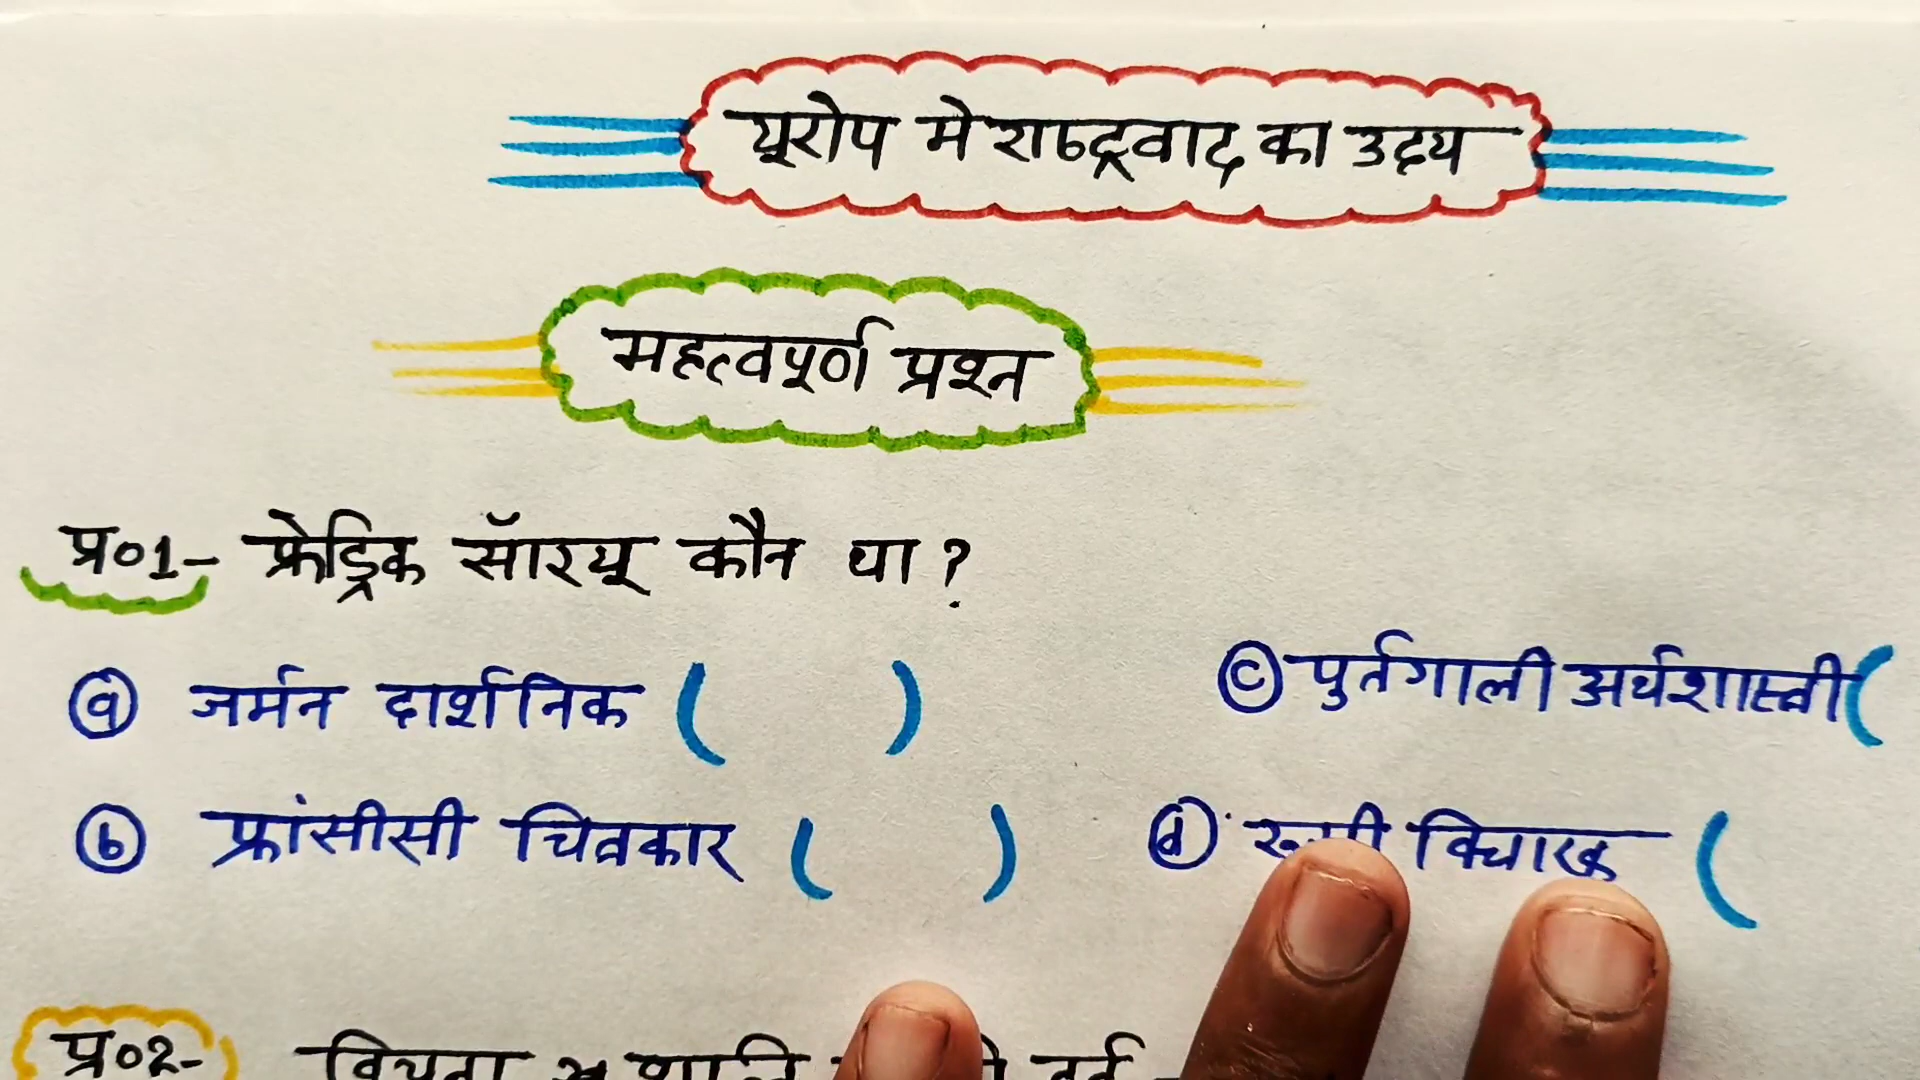 यूरोप मे राष्ट्रवाद का उदय
महत्वपूर्ण प्रश्न
प्र०1- फ्रेड्रिक सॉरयू कौन था ?
a जर्मन दार्शनिक ( )
c पुर्तगाली अर्थशास्त्री (
b फ्रांसीसी चित्रकार ( )
d (
प्र०2-